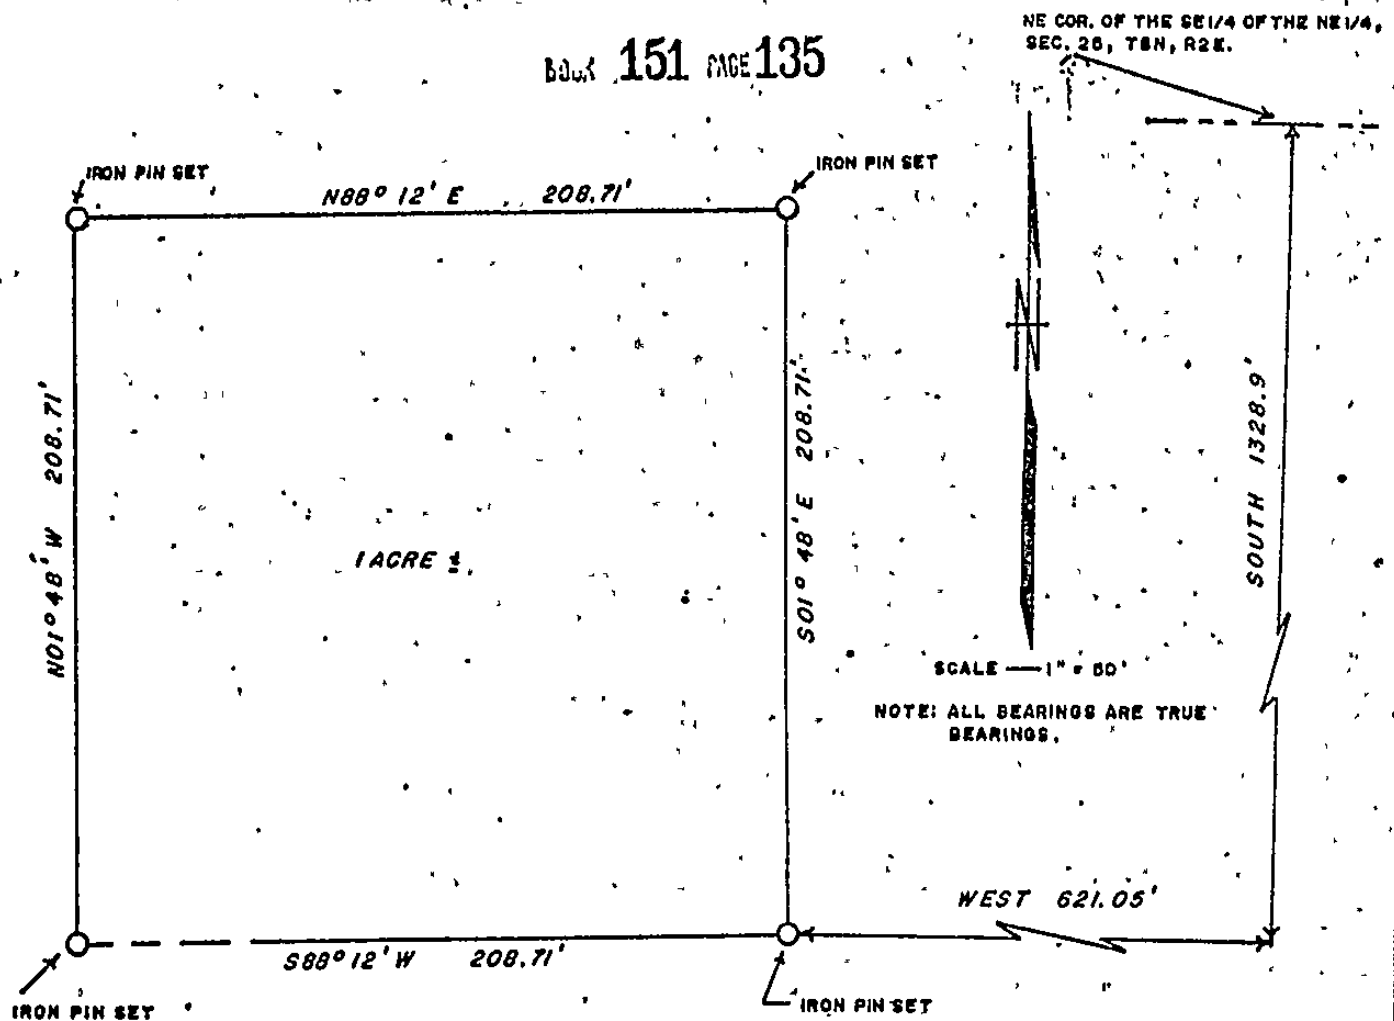 NE COR. OF THE SE1/4 OF THE NE1/4,
SEC. 26, T8N, R2E.
BOOK 151 PAGE 135
IRON PIN SET
IRON PIN SET
N88° 12' E 208.71'
N01° 48' W 208.71'
S01° 48' E 208.71'
SOUTH 1328.9'
N
1 ACRE ±
SCALE — 1" = 50'
NOTE: ALL BEARINGS ARE TRUE
BEARINGS.
WEST 621.05'
S88° 12' W 208.71'
IRON PIN SET
IRON PIN SET